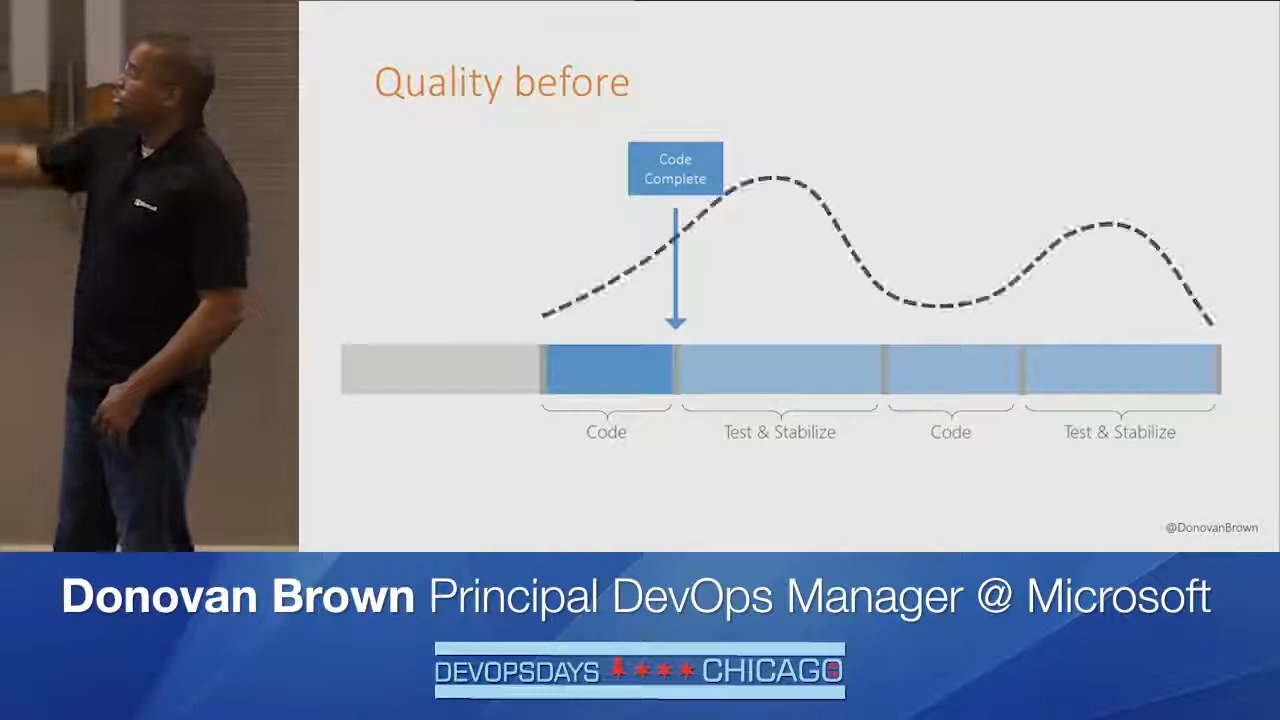 Quality before
Code
Complete
Code
Test & Stabilize
Code
Test & Stabilize
@DonovanBrown
Donovan Brown Principal DevOps Manager @ Microsoft
DEVOPSDAYS CHICAGO